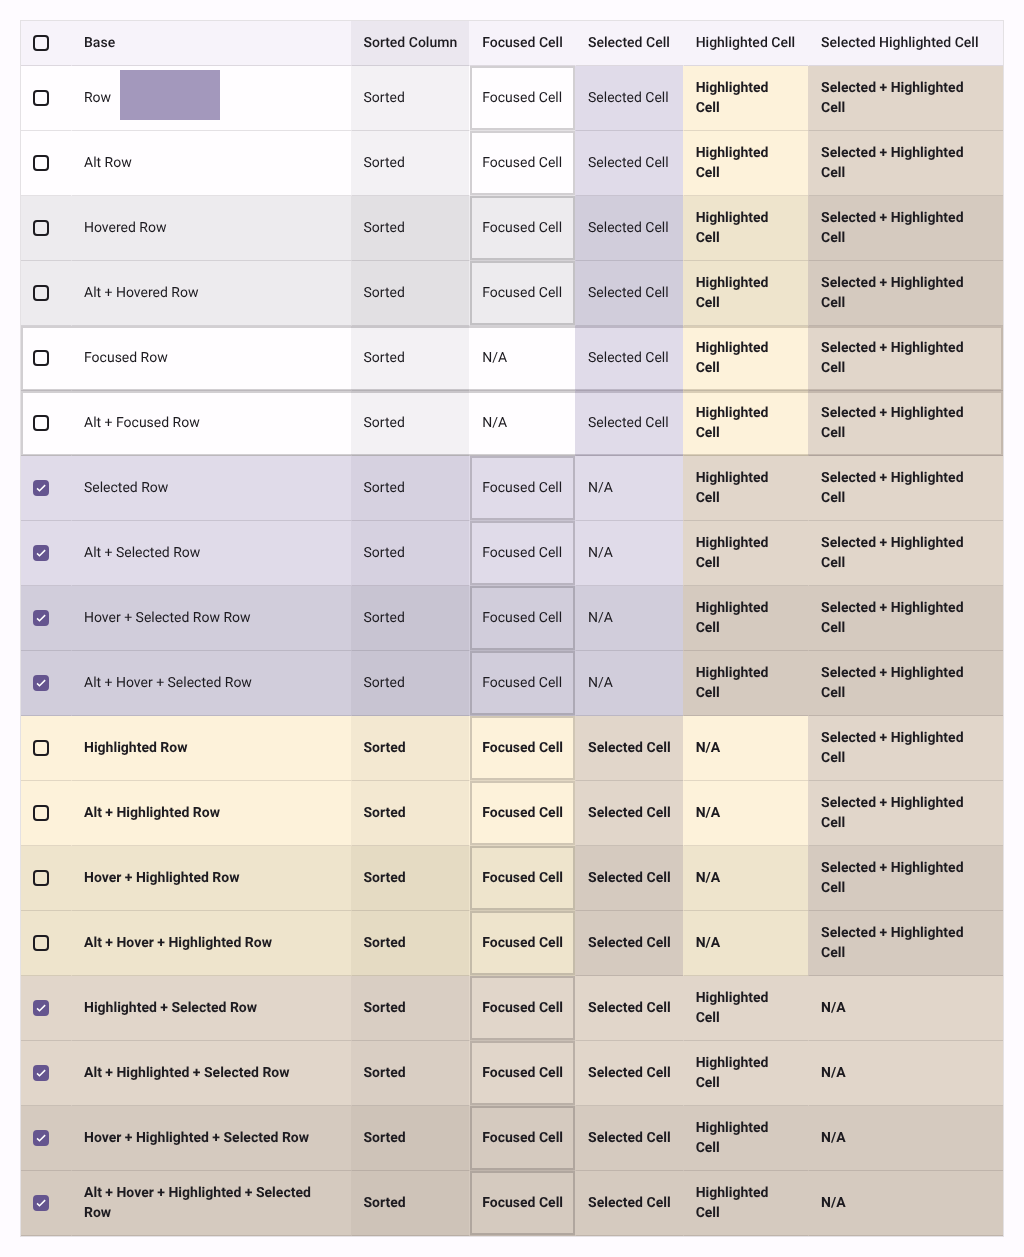 Base Sorted Column Focused Cell Selected Cell Highlighted Cell Selected Highlighted Cell
Row Sorted Focused Cell Selected Cell Highlighted Cell Selected + Highlighted Cell
Alt Row Sorted Focused Cell Selected Cell Highlighted Cell Selected + Highlighted Cell
Hovered Row Sorted Focused Cell Selected Cell Highlighted Cell Selected + Highlighted Cell
Alt + Hovered Row Sorted Focused Cell Selected Cell Highlighted Cell Selected + Highlighted Cell
Focused Row Sorted N/A Selected Cell Highlighted Cell Selected + Highlighted Cell
Alt + Focused Row Sorted N/A Selected Cell Highlighted Cell Selected + Highlighted Cell
Selected Row Sorted Focused Cell N/A Highlighted Cell Selected + Highlighted Cell
Alt + Selected Row Sorted Focused Cell N/A Highlighted Cell Selected + Highlighted Cell
Hover + Selected Row Row Sorted Focused Cell N/A Highlighted Cell Selected + Highlighted Cell
Alt + Hover + Selected Row Sorted Focused Cell N/A Highlighted Cell Selected + Highlighted Cell
Highlighted Row Sorted Focused Cell Selected Cell N/A Selected + Highlighted Cell
Alt + Highlighted Row Sorted Focused Cell Selected Cell N/A Selected + Highlighted Cell
Hover + Highlighted Row Sorted Focused Cell Selected Cell N/A Selected + Highlighted Cell
Alt + Hover + Highlighted Row Sorted Focused Cell Selected Cell N/A Selected + Highlighted Cell
Highlighted + Selected Row Sorted Focused Cell Selected Cell Highlighted Cell N/A
Alt + Highlighted + Selected Row Sorted Focused Cell Selected Cell Highlighted Cell N/A
Hover + Highlighted + Selected Row Sorted Focused Cell Selected Cell Highlighted Cell N/A
Alt + Hover + Highlighted + Selected Row Sorted Focused Cell Selected Cell Highlighted Cell N/A